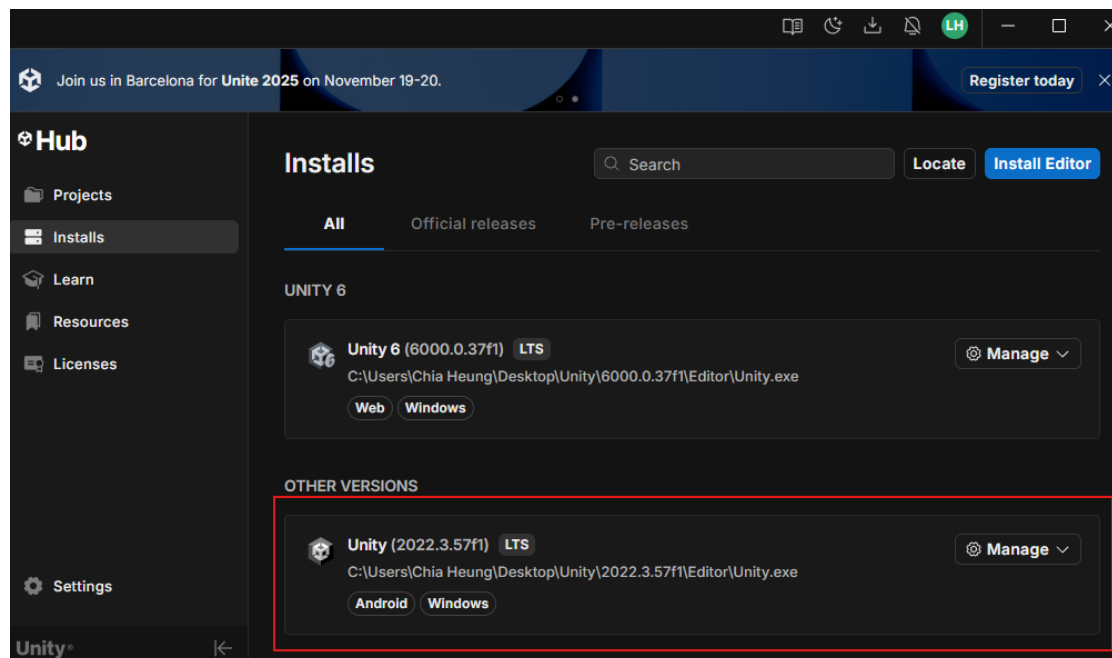 LH
Join us in Barcelona for Unite 2025 on November 19-20.
Register today
Hub
Projects
Installs
Learn
Resources
Licenses
Settings
Unity®
Installs
Search
Locate
Install Editor
All
Official releases
Pre-releases
UNITY 6
Unity 6 (6000.0.37f1) LTS
Manage
C:\Users\Chia Heung\Desktop\Unity\6000.0.37f1\Editor\Unity.exe
Web Windows
OTHER VERSIONS
Unity (2022.3.57f1) LTS
Manage
C:\Users\Chia Heung\Desktop\Unity\2022.3.57f1\Editor\Unity.exe
Android Windows